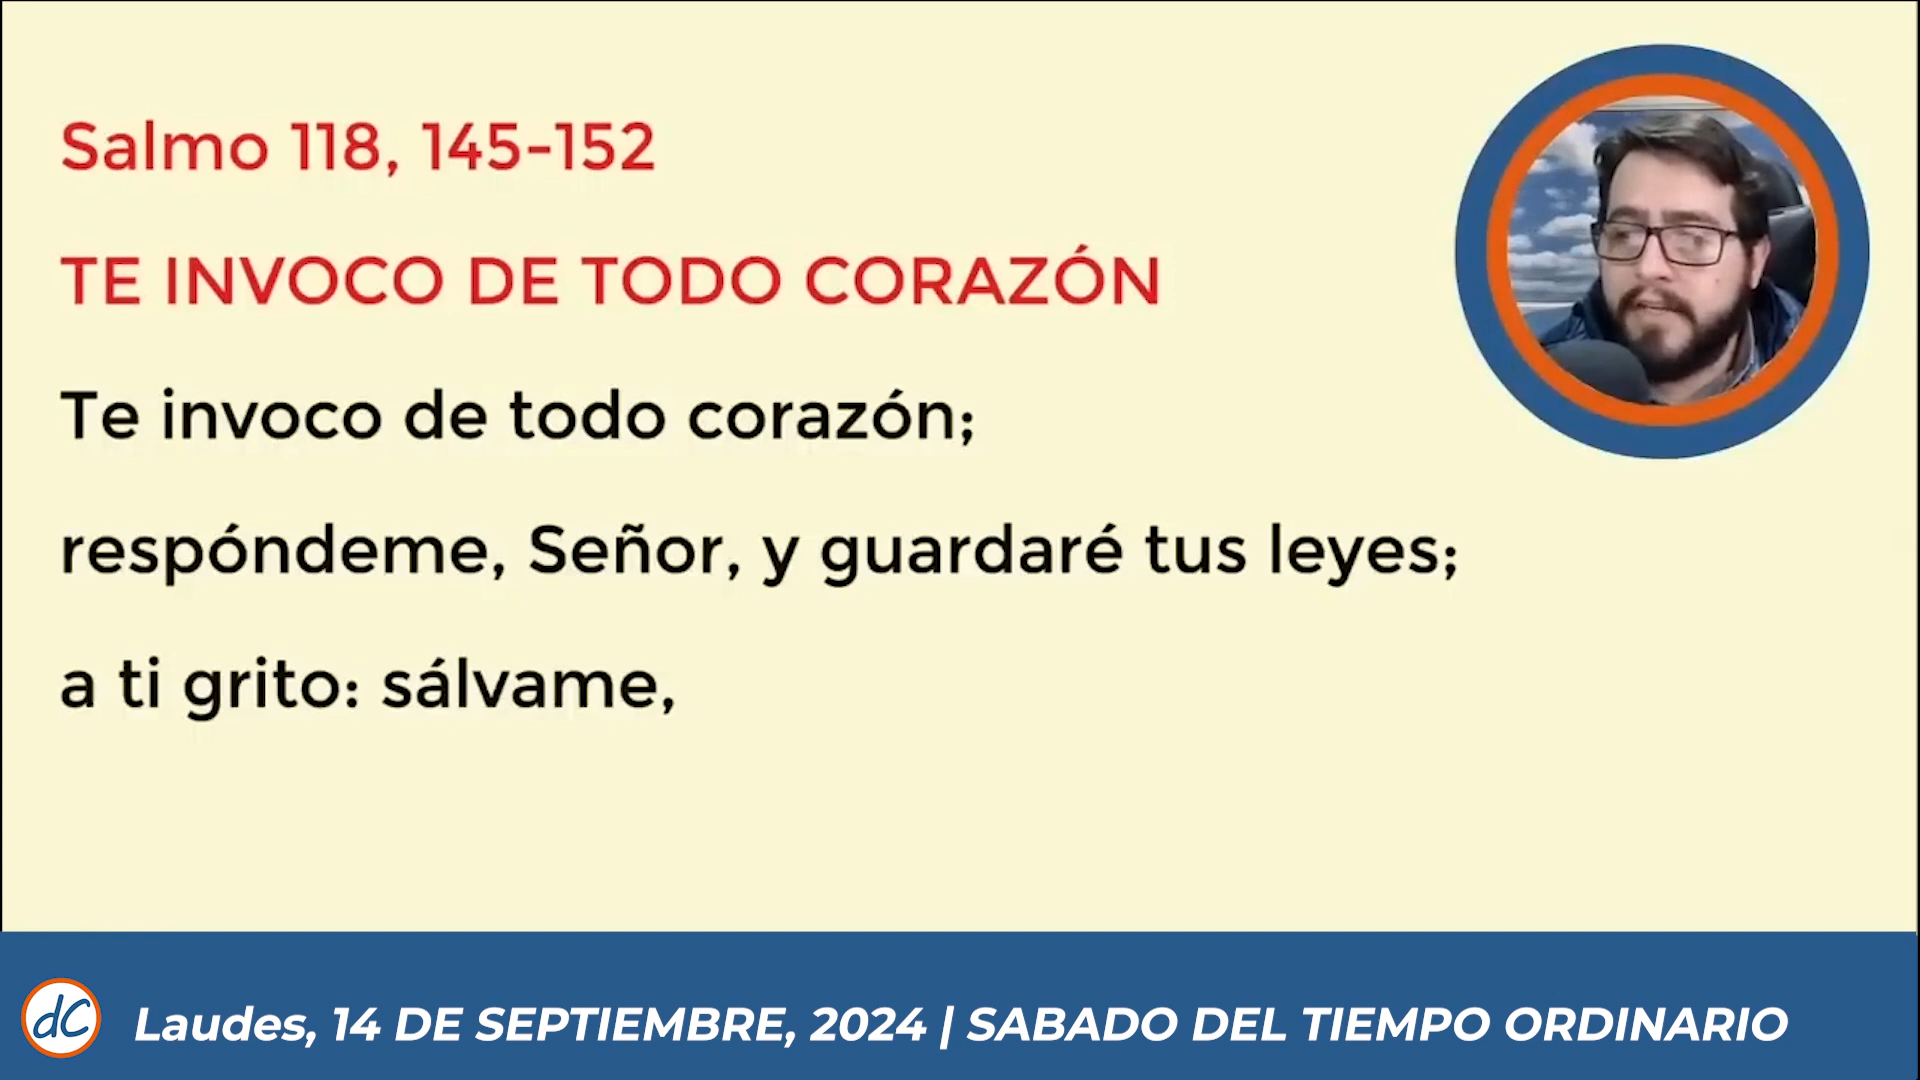 Salmo 118, 145-152
TE INVOCO DE TODO CORAZÓN
Te invoco de todo corazón;
respóndeme, Señor, y guardaré tus leyes;
a ti grito: sálvame,
dC
Laudes, 14 DE SEPTIEMBRE, 2024 | SABADO DEL TIEMPO ORDINARIO